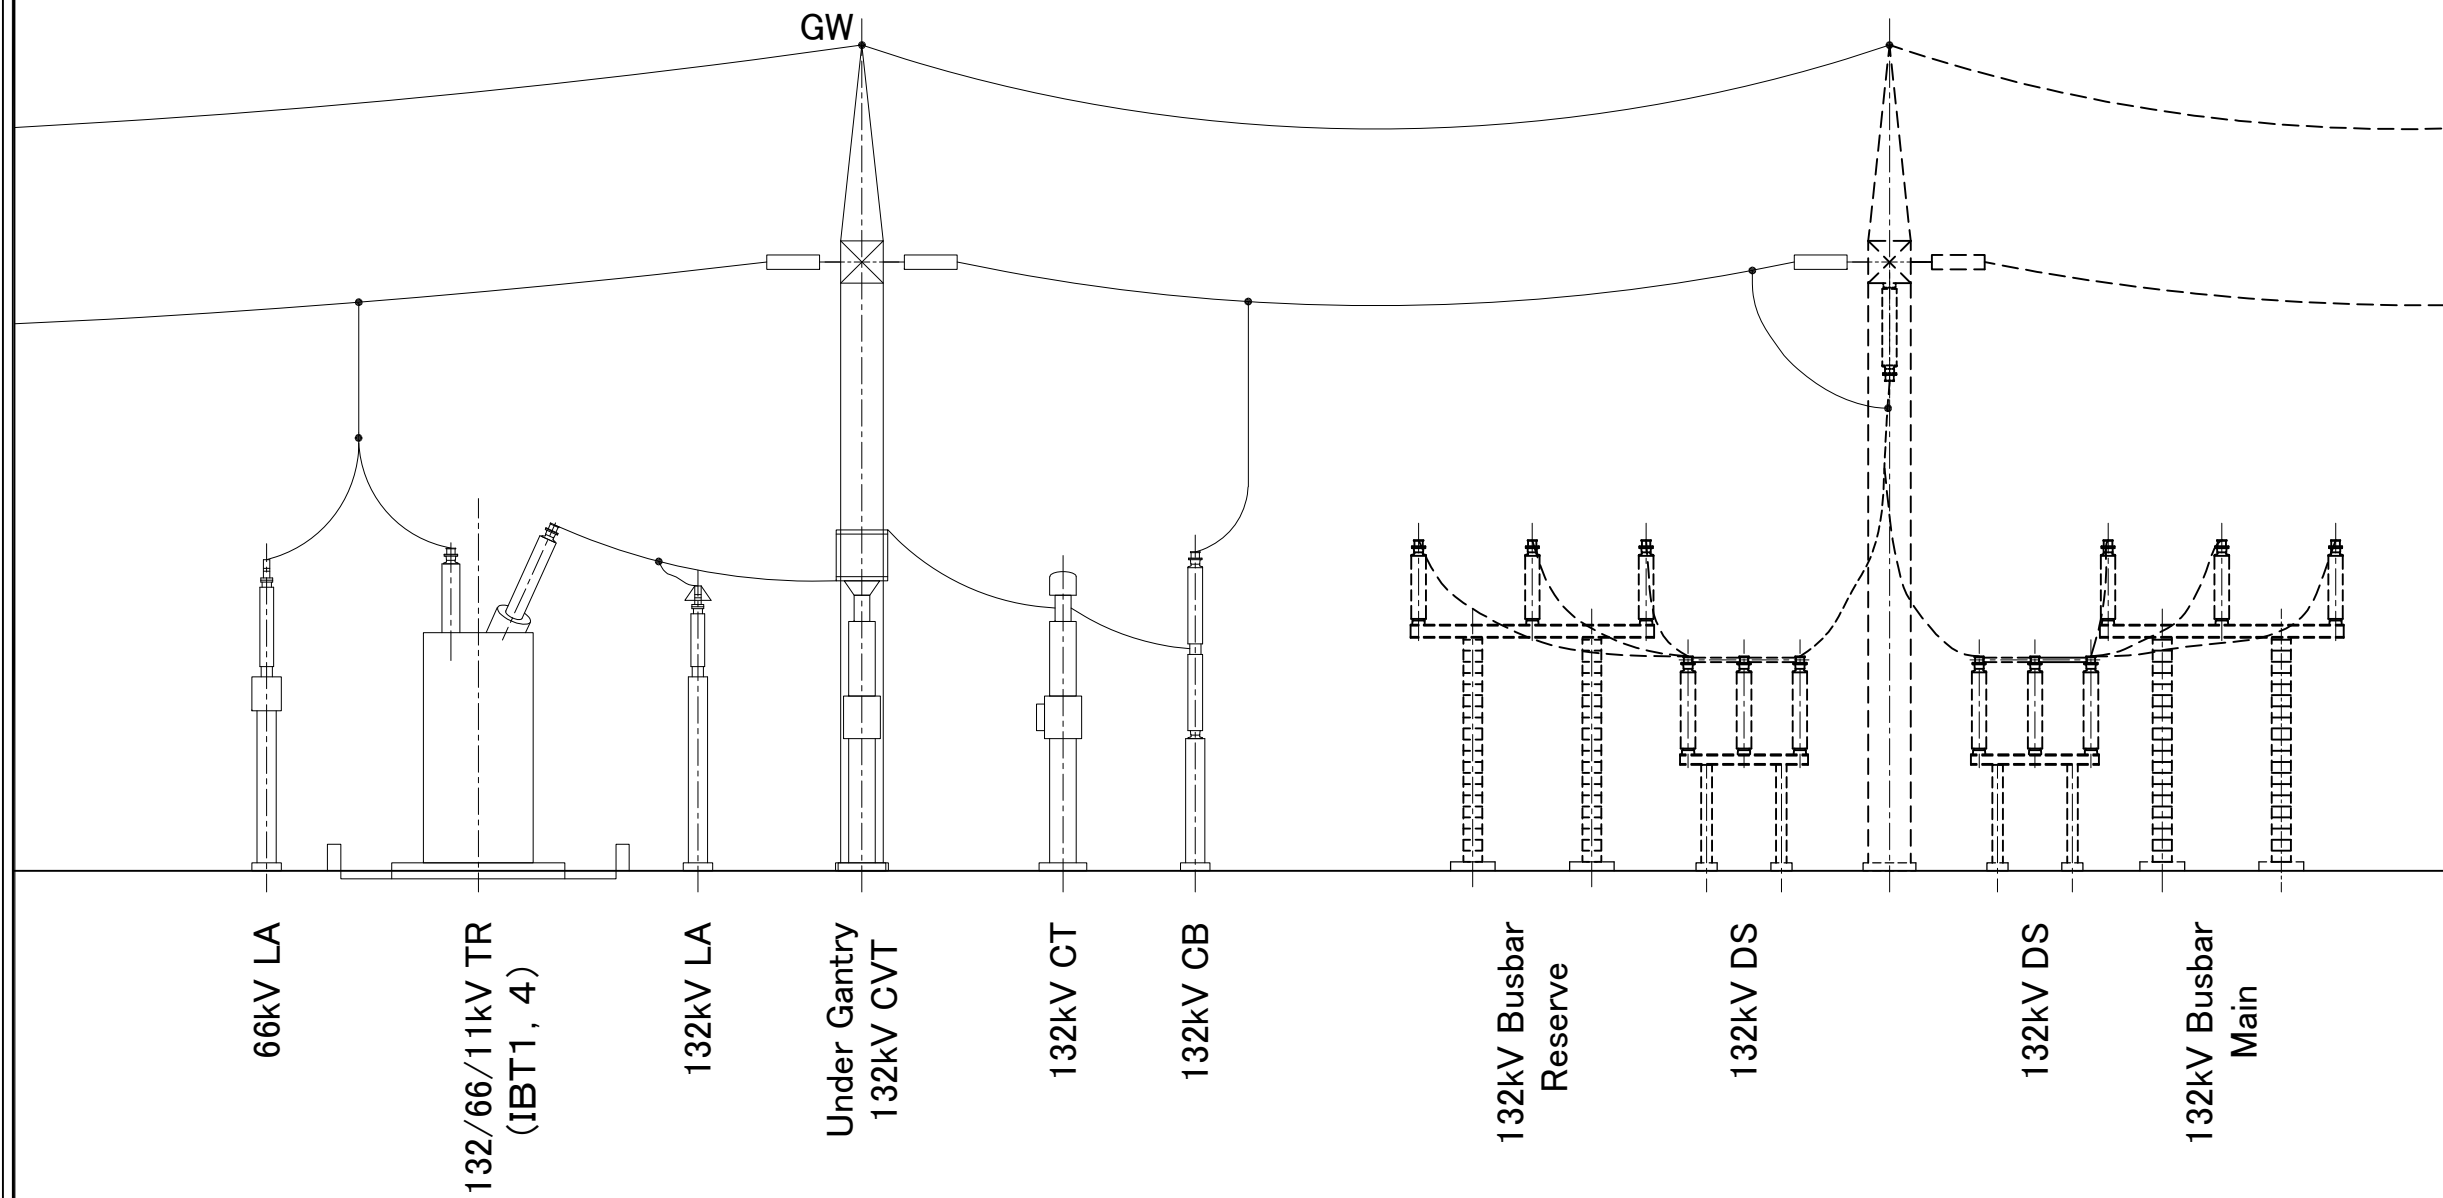 GW
66kV LA
132/66/11kV TR
(IBT1, 4)
132kV LA
Under Gantry
132kV CVT
132kV CT
132kV CB
132kV Busbar
Reserve
132kV DS
132kV DS
132kV Busbar
Main